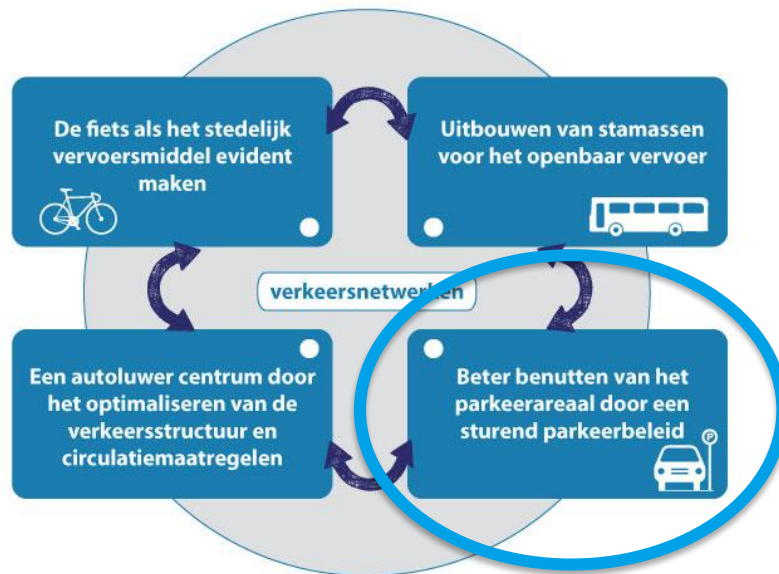 De fiets als het stedelijk
vervoersmiddel evident
maken
Uitbouwen van stamassen
voor het openbaar vervoer
verkeersnetwerken
Een autoluwer centrum door
het optimaliseren van de
verkeersstructuur en
circulatiemaatregelen
Beter benutten van het
parkeerareaal door een
sturend parkeerbeleid
P